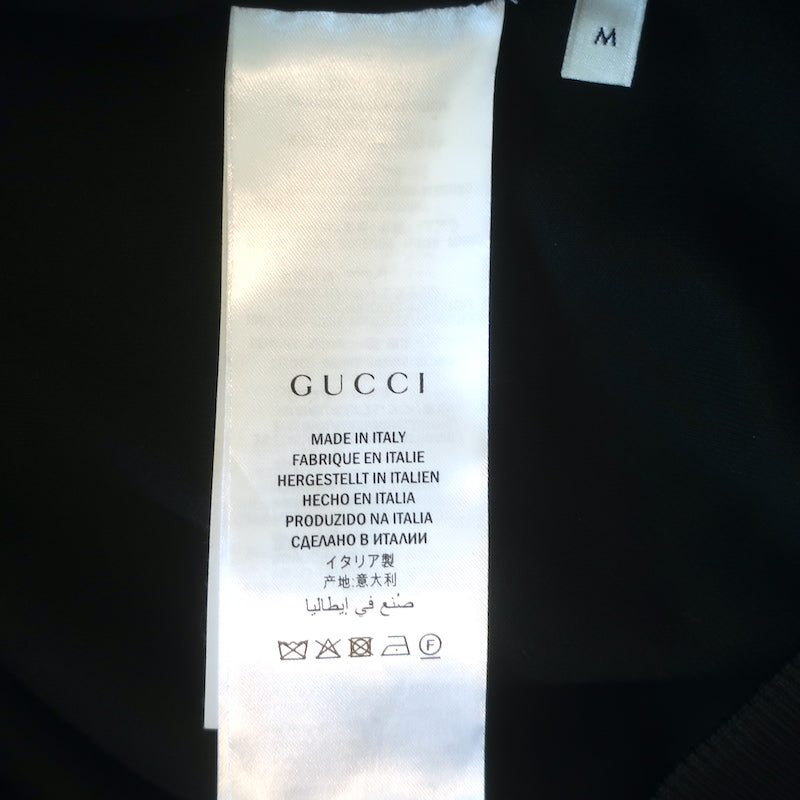 M
GUCCI
MADE IN ITALY
FABRIQUE EN ITALIE
HERGESTELLT IN ITALIEN
HECHO EN ITALIA
PRODUZIDO NA ITALIA
СДЕЛАНО В ИТАЛИИ
イタリア製
产地:意大利
صُنع في إيطاليا
F